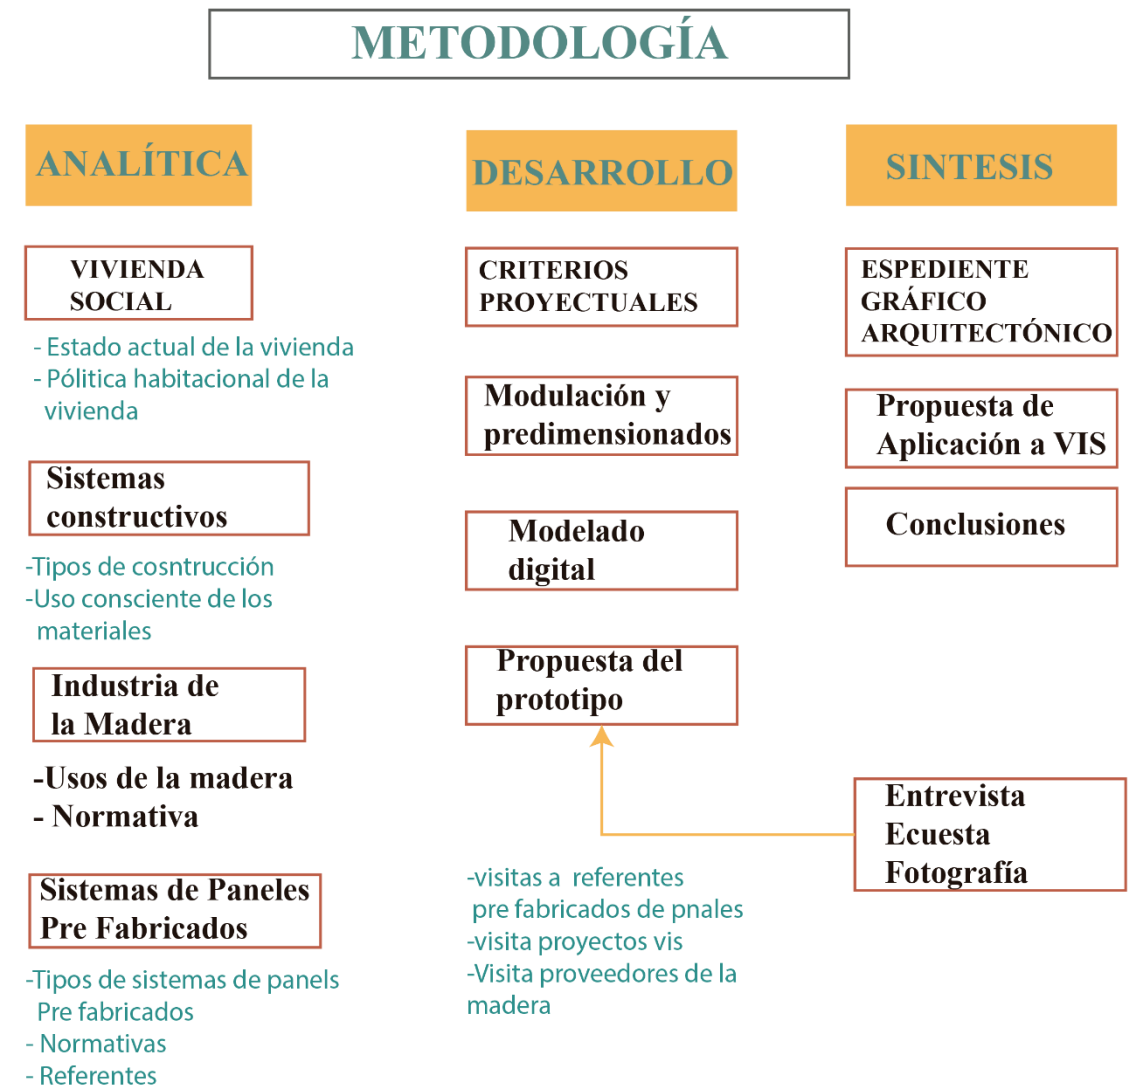 METODOLOGÍA
ANALÍTICA
VIVIENDA
SOCIAL
- Estado actual de la vivienda
- Pólitica habitacional de la
vivienda
Sistemas
constructivos
-Tipos de cosntrucción
-Uso consciente de los
materiales
Industria de
la Madera
-Usos de la madera
- Normativa
Sistemas de Paneles
Pre Fabricados
-Tipos de sistemas de panels
Pre fabricados
- Normativas
- Referentes
DESARROLLO
CRITERIOS
PROYECTUALES
Modulación y
predimensionados
Modelado
digital
Propuesta del
prototipo
-visitas a referentes
pre fabricados de pnales
-visita proyectos vis
-Visita proveedores de la
madera
SINTESIS
ESPEDIENTE
GRÁFICO
ARQUITECTÓNICO
Propuesta de
Aplicación a VIS
Conclusiones
Entrevista
Ecuesta
Fotografía